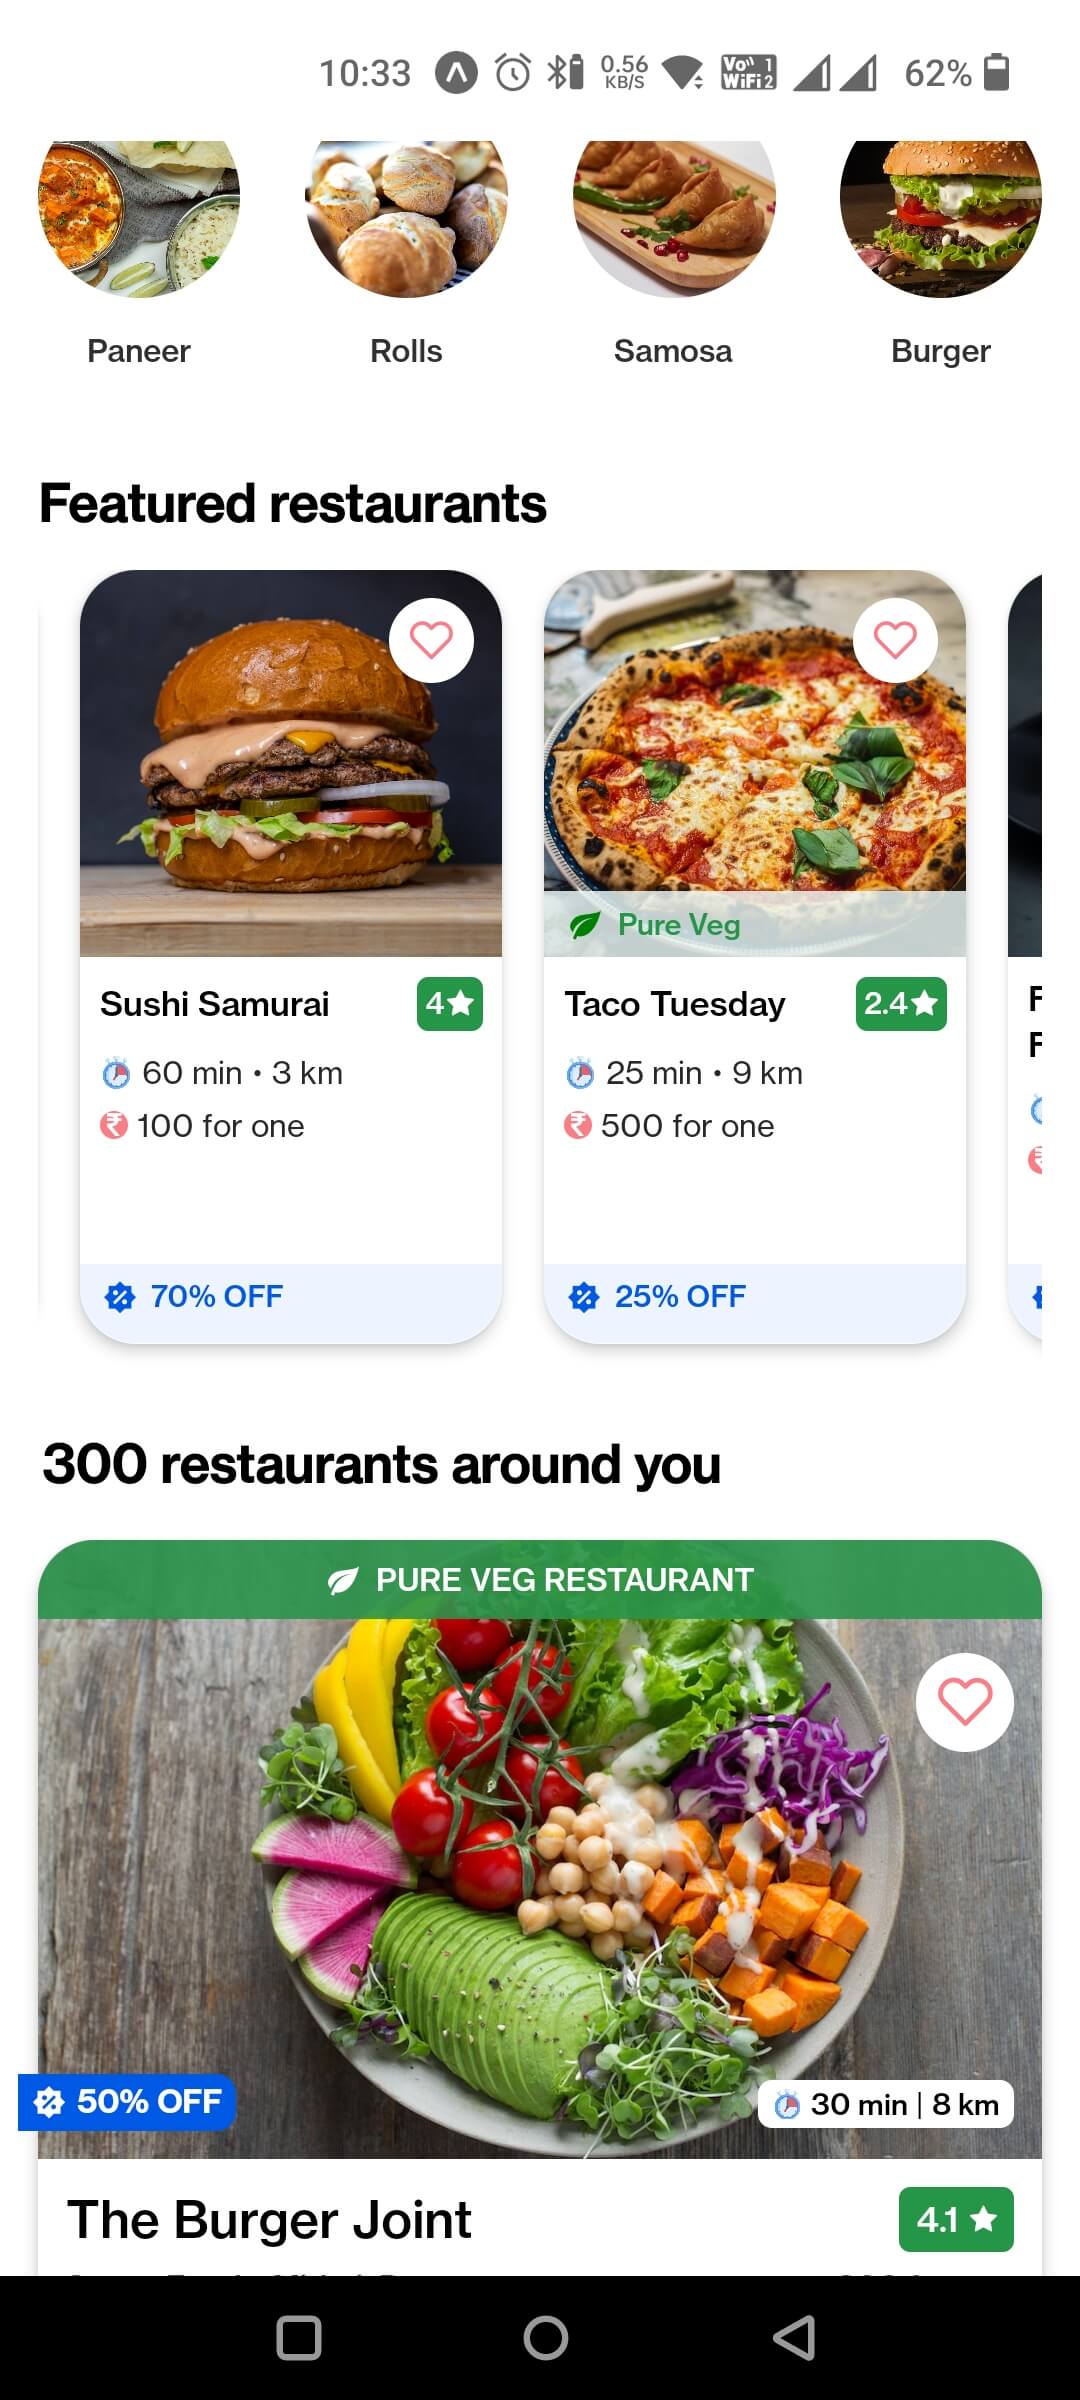 10:33 0.56 KB/S Vo 1 WiFi 2 62%
Paneer Rolls Samosa Burger
Featured restaurants
Pure Veg
Sushi Samurai 4
60 min • 3 km
₹ 100 for one
70% OFF
Taco Tuesday 2.4
25 min • 9 km
₹ 500 for one
25% OFF
300 restaurants around you
PURE VEG RESTAURANT
50% OFF
30 min | 8 km
The Burger Joint 4.1